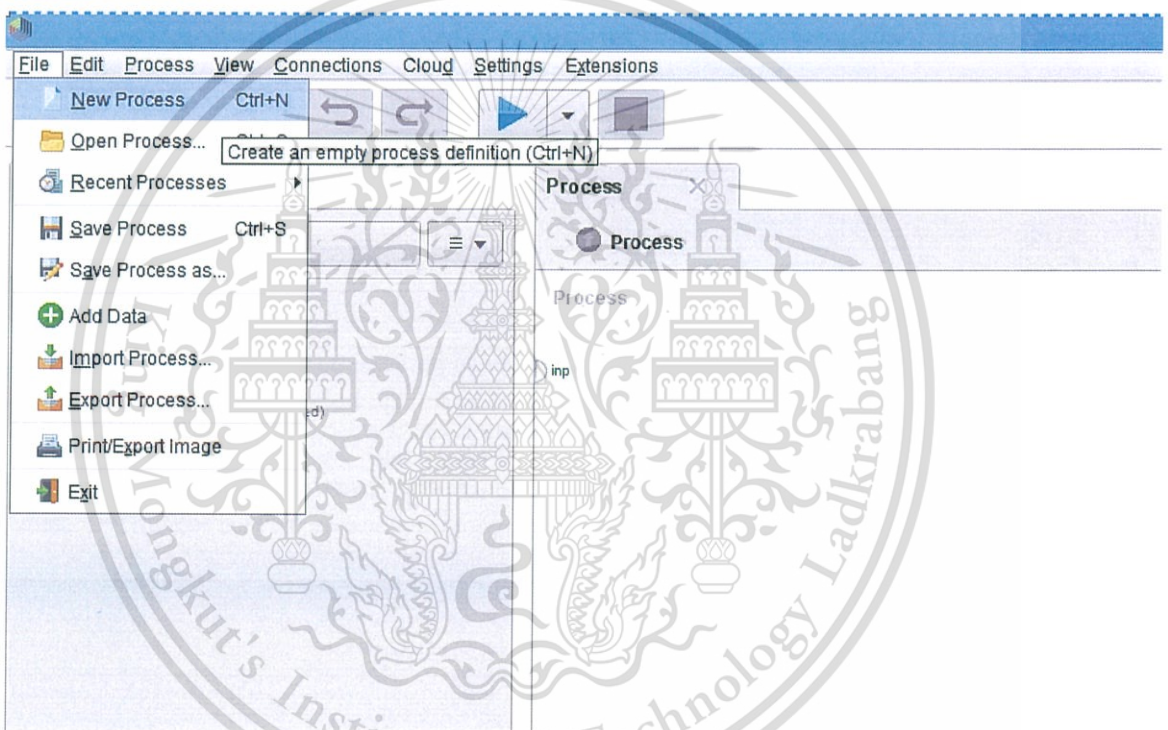 File Edit Process View Connections Cloud Settings Extensions
New Process Ctrl+N
Open Process...
Create an empty process definition (Ctrl+N)
Recent Processes
Process
Save Process Ctrl+S
Process
Save Process as...
Process
Add Data
Import Process...
inp
Export Process...
ed)
Print/Export Image
Exit
King Mongkut's Institute Technology Ladkrabang